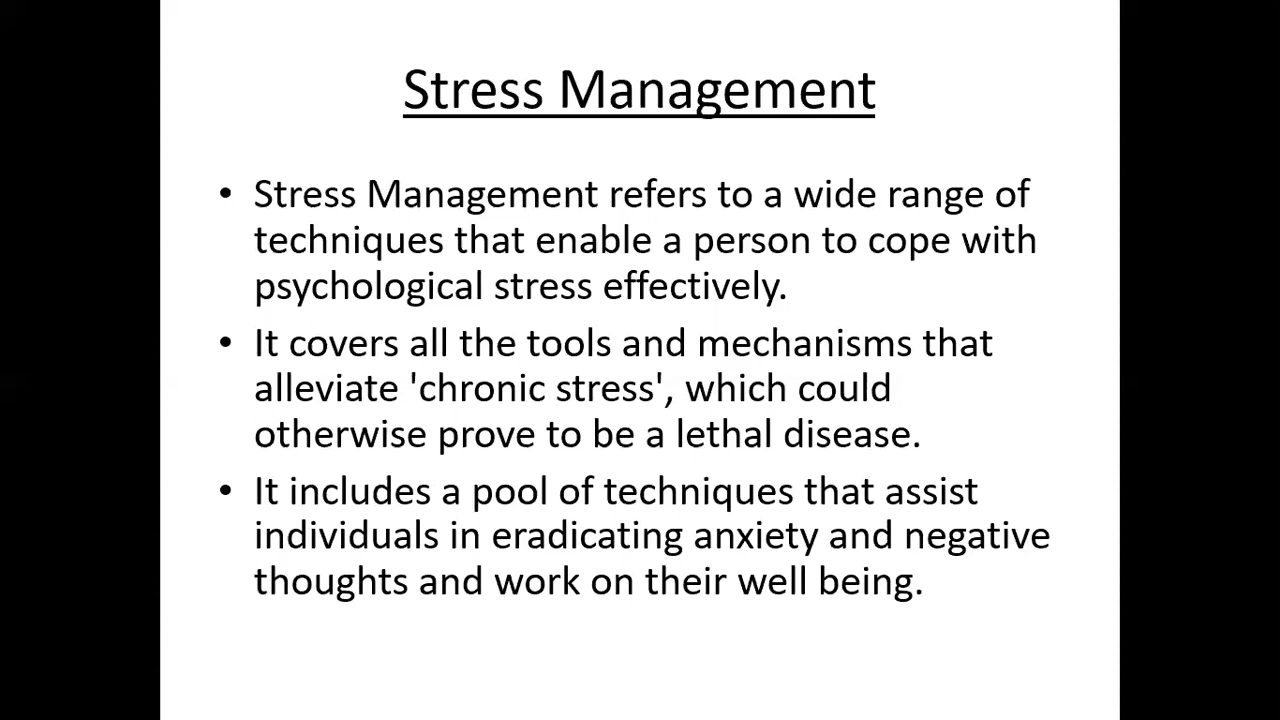 Stress Management
• Stress Management refers to a wide range of
techniques that enable a person to cope with
psychological stress effectively.
• It covers all the tools and mechanisms that
alleviate 'chronic stress', which could
otherwise prove to be a lethal disease.
• It includes a pool of techniques that assist
individuals in eradicating anxiety and negative
thoughts and work on their well being.